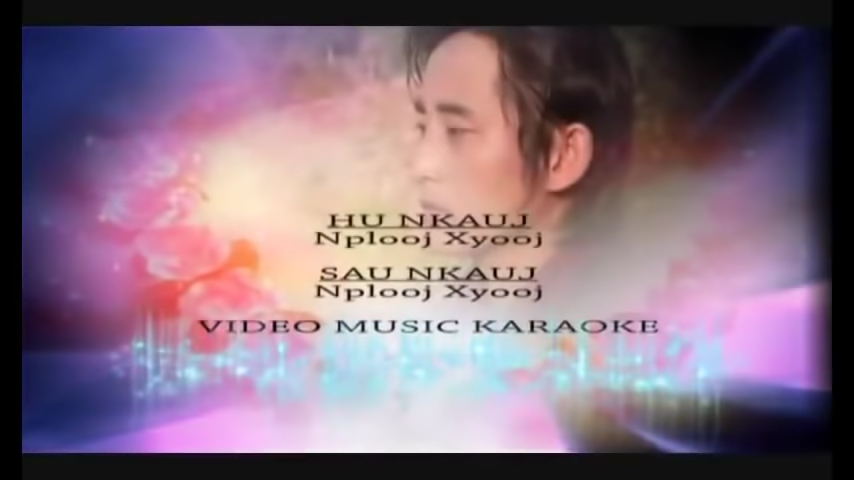 HU NKAUJ
Nplooj Xyooj
SAU NKAUJ
Nplooj Xyooj
VIDEO MUSIC KARAOKE